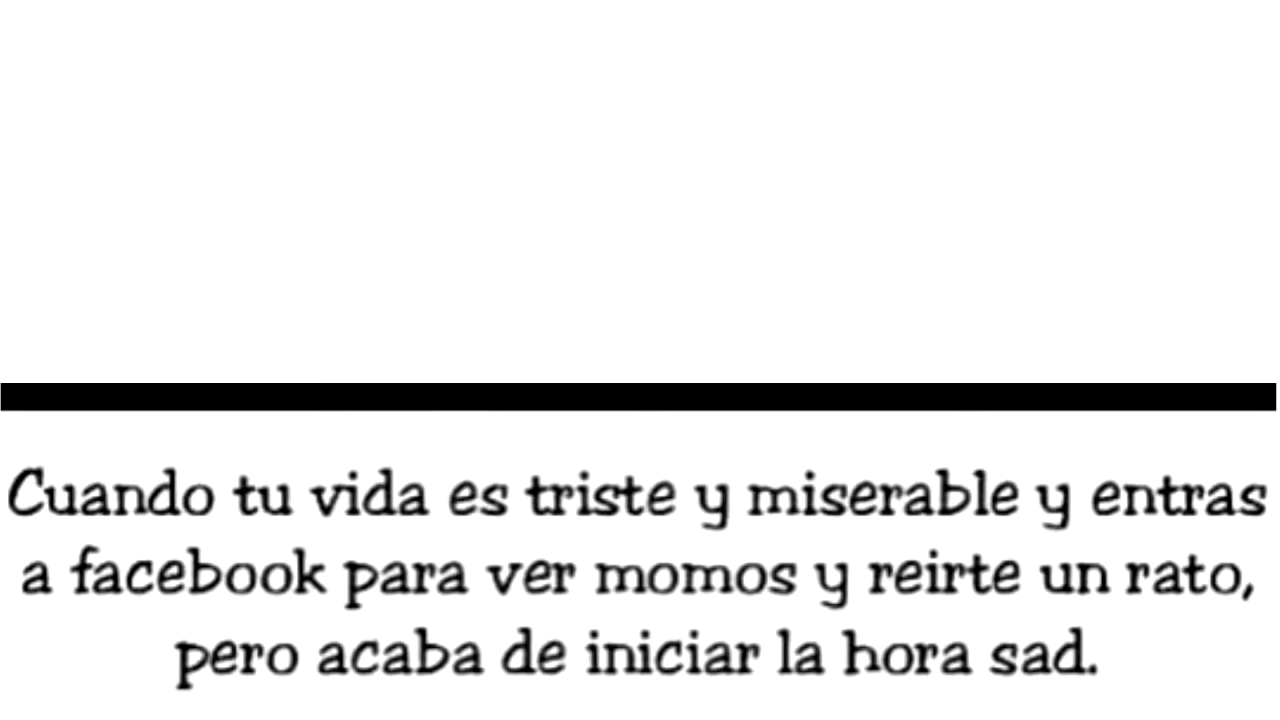 Cuando tu vida es triste y miserable y entras
a facebook para ver momos y reirte un rato,
pero acaba de iniciar la hora sad.